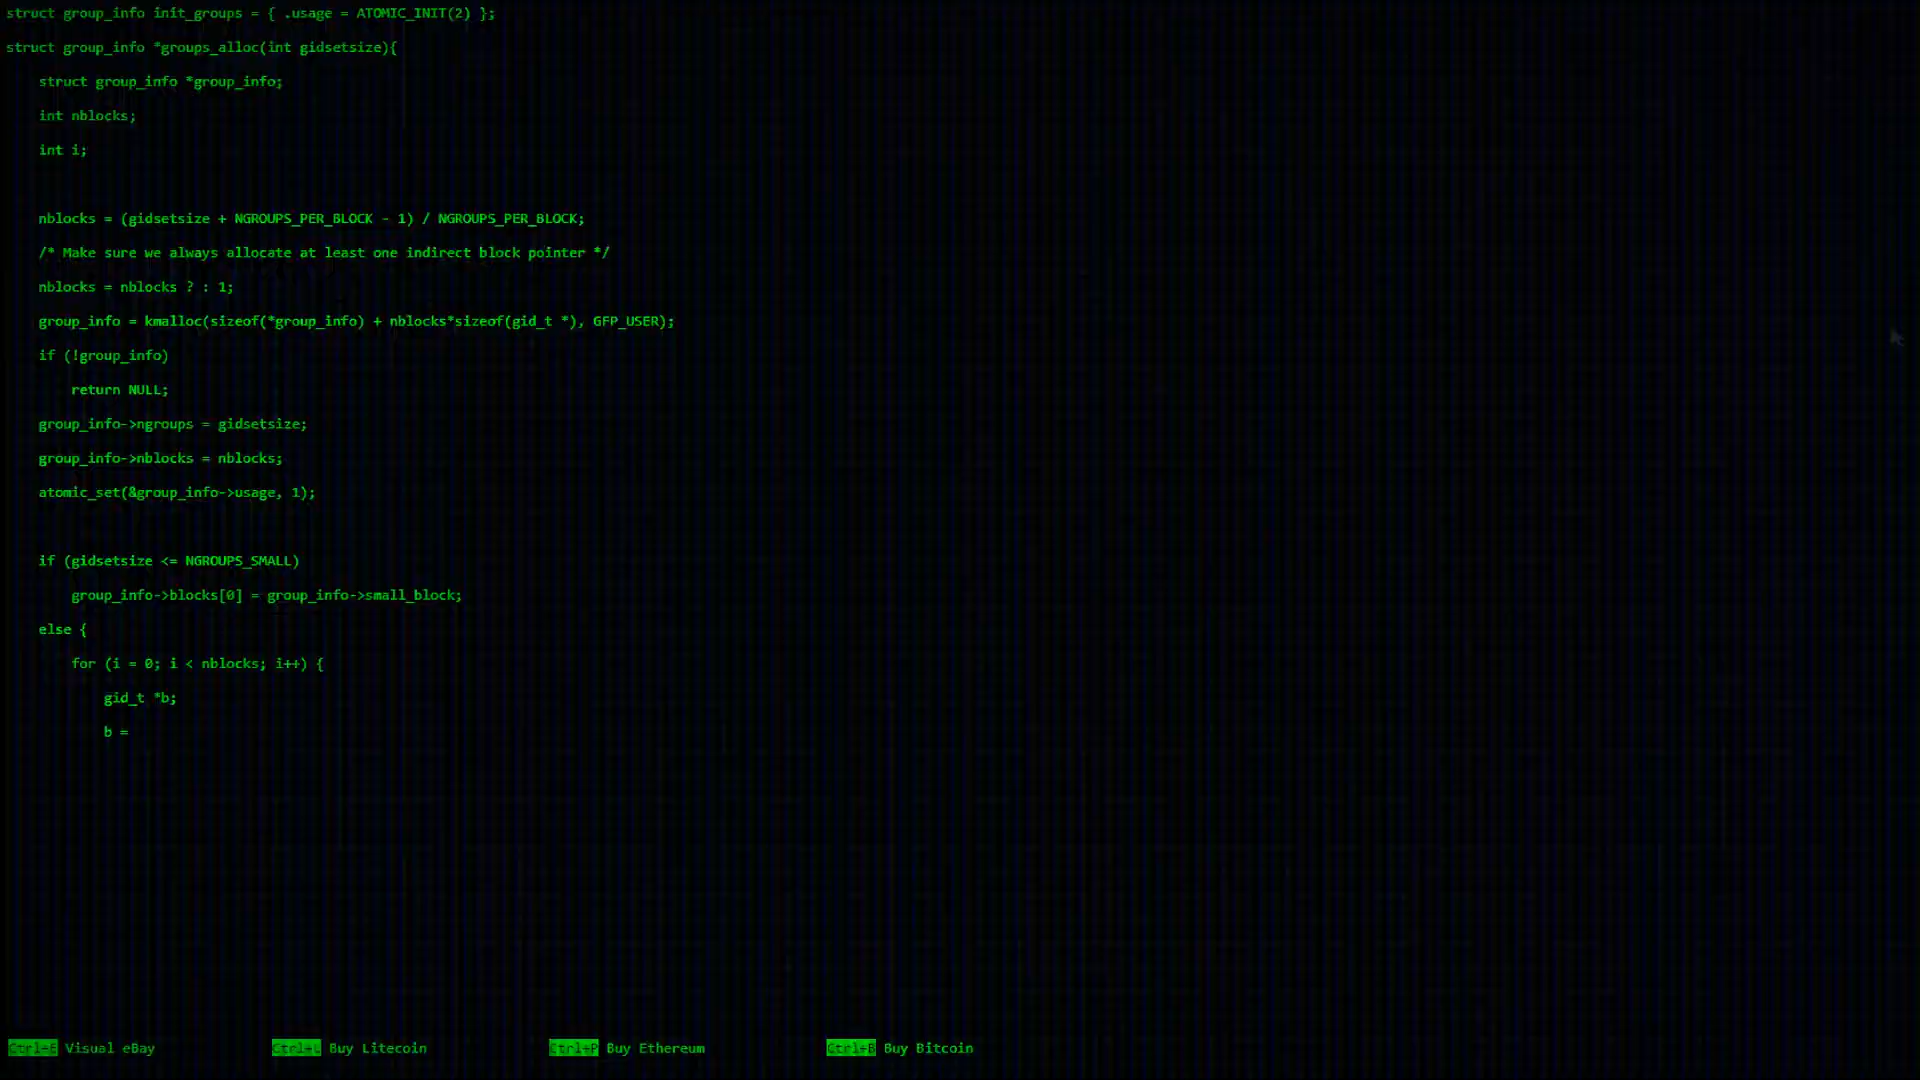 struct group_info init_groups = { .usage = ATOMIC_INIT(2) };
struct group_info *groups_alloc(int gidsetsize){
    struct group_info *group_info;
    int nblocks;
    int i;

    nblocks = (gidsetsize + NGROUPS_PER_BLOCK - 1) / NGROUPS_PER_BLOCK;
    /* Make sure we always allocate at least one indirect block pointer */
    nblocks = nblocks ? : 1;
    group_info = kmalloc(sizeof(*group_info) + nblocks*sizeof(gid_t *), GFP_USER);
    if (!group_info)
        return NULL;
    group_info->ngroups = gidsetsize;
    group_info->nblocks = nblocks;
    atomic_set(&group_info->usage, 1);

    if (gidsetsize <= NGROUPS_SMALL)
        group_info->blocks[0] = group_info->small_block;
    else {
        for (i = 0; i < nblocks; i++) {
            gid_t *b;
            b =
Ctrl+E Visual eBay Ctrl+L Buy Litecoin Ctrl+P Buy Ethereum Ctrl+B Buy Bitcoin